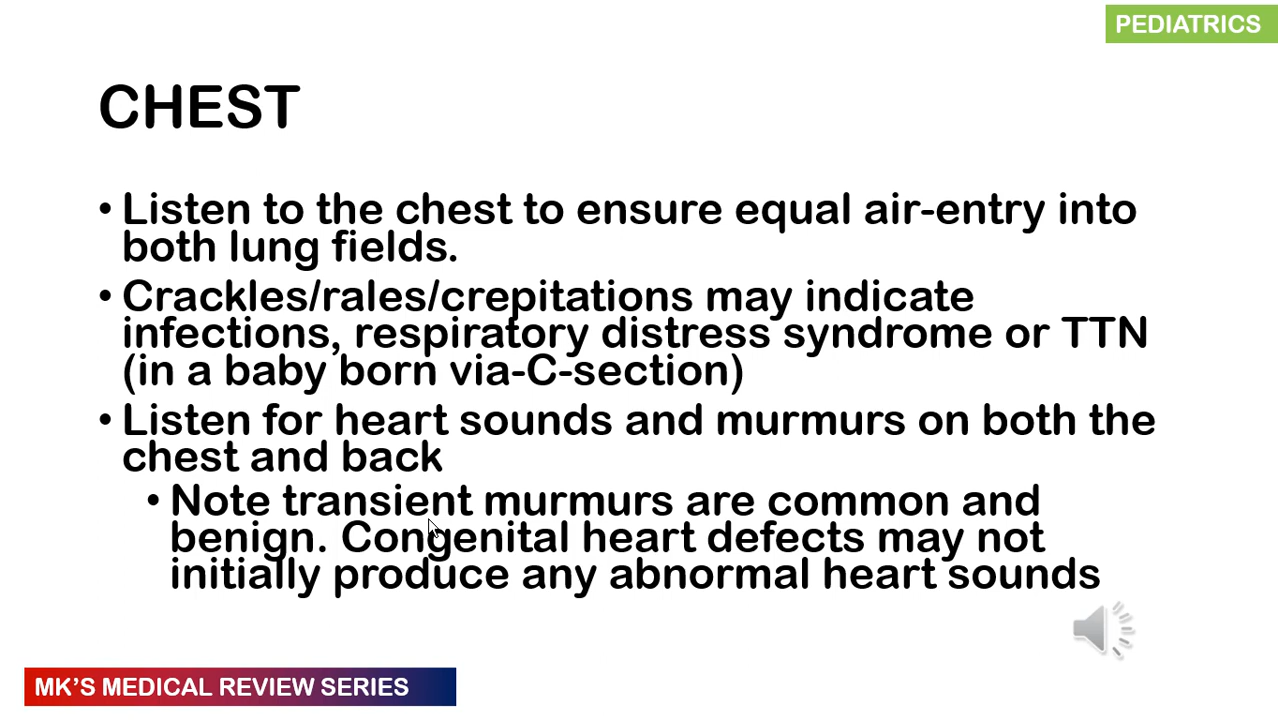 PEDIATRICS
CHEST
• Listen to the chest to ensure equal air-entry into
both lung fields.
• Crackles/rales/crepitations may indicate
infections, respiratory distress syndrome or TTN
(in a baby born via-C-section)
• Listen for heart sounds and murmurs on both the
chest and back
• Note transient murmurs are common and
benign. Congenital heart defects may not
initially produce any abnormal heart sounds
MK'S MEDICAL REVIEW SERIES